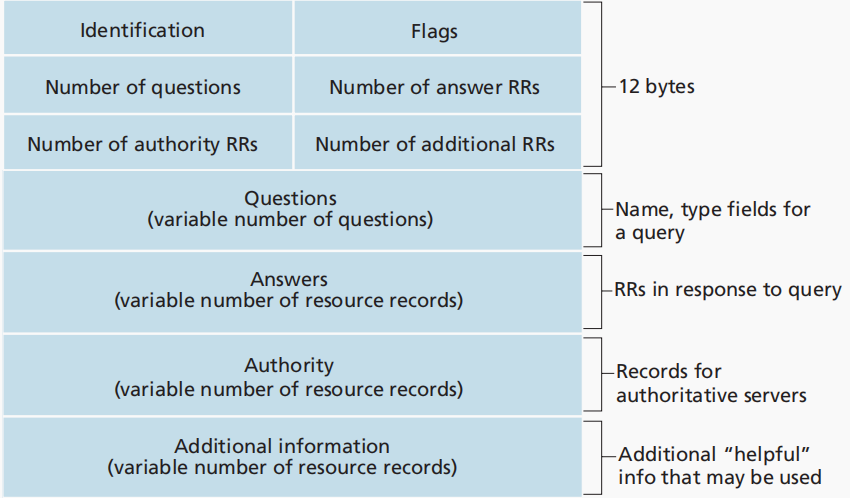 Identification
Flags
Number of questions
Number of answer RRs
12 bytes
Number of authority RRs
Number of additional RRs
Questions
(variable number of questions)
Name, type fields for
a query
Answers
(variable number of resource records)
RRs in response to query
Authority
(variable number of resource records)
Records for
authoritative servers
Additional information
(variable number of resource records)
Additional “helpful”
info that may be used